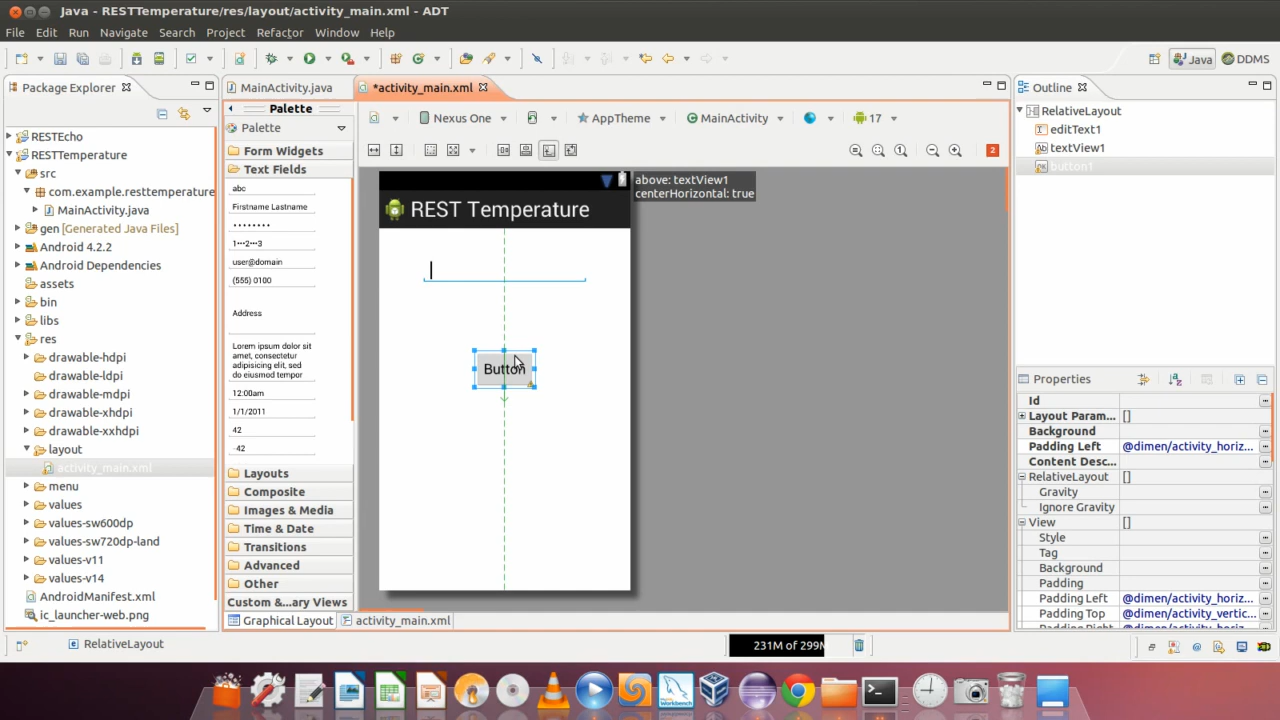 Java - RESTTemperature/res/layout/activity_main.xml - ADT
File Edit Run Navigate Search Project Refactor Window Help
Java DDMS
Package Explorer
RESTEcho
RESTTemperature
src
com.example.resttemperature
MainActivity.java
gen [Generated Java Files]
Android 4.2.2
Android Dependencies
assets
bin
libs
res
drawable-hdpi
drawable-ldpi
drawable-mdpi
drawable-xhdpi
drawable-xxhdpi
layout
activity_main.xml
menu
values
values-sw600dp
values-sw720dp-land
values-v11
values-v14
AndroidManifest.xml
ic_launcher-web.png
MainActivity.java *activity_main.xml
Palette
Palette
Form Widgets
Text Fields
abc
Firstname Lastname
1•••2•••3
user@domain
(555) 0100
Address
Lorem ipsum dolor sit
amet, consectetur
adipisicing elit, sed
do eiusmod tempor
12:00am
1/1/2011
42
-42
Layouts
Composite
Images & Media
Time & Date
Transitions
Advanced
Other
Custom &...ary Views
Nexus One AppTheme MainActivity 17
2
above: textView1
centerHorizontal: true
REST Temperature
Button
Graphical Layout activity_main.xml
Outline
RelativeLayout
editText1
Ab textView1
button1
Properties
Id
Layout Param... []
Background
Padding Left @dimen/activity_horiz...
Content Desc...
RelativeLayout []
Gravity
Ignore Gravity
View []
Style
Tag
Background
Padding
Padding Left @dimen/activity_horiz...
Padding Top @dimen/activity_vertic...
Padding Right @dimen/activity_horiz...
RelativeLayout
231M of 299M